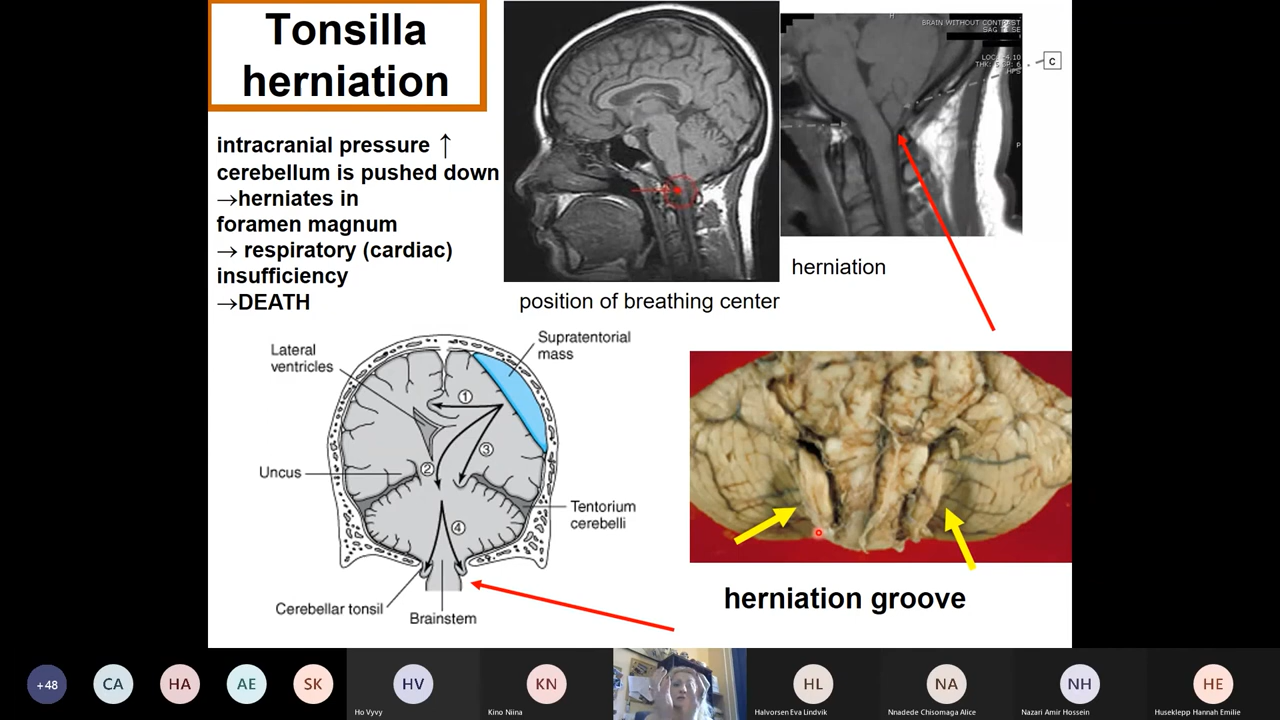 Tonsilla
herniation
intracranial pressure ↑
cerebellum is pushed down
→herniates in
foramen magnum
→ respiratory (cardiac)
insufficiency
→DEATH
position of breathing center
H
BRAIN WITHOUT CONTRAST
C
P
herniation
Lateral
ventricles
Supratentorial
mass
1
2
3
Uncus
Tentorium
cerebelli
4
Cerebellar tonsil
Brainstem
herniation groove
+48
CA
HA
AE
SK
HV
Ho Vyvy
KN
Kino Niina
HL
Halvorsen Eva Lindvik
NA
Nnadede Chisomaga Alice
NH
Nazari Amir Hossein
HE
Huseklepp Hannah Emilie